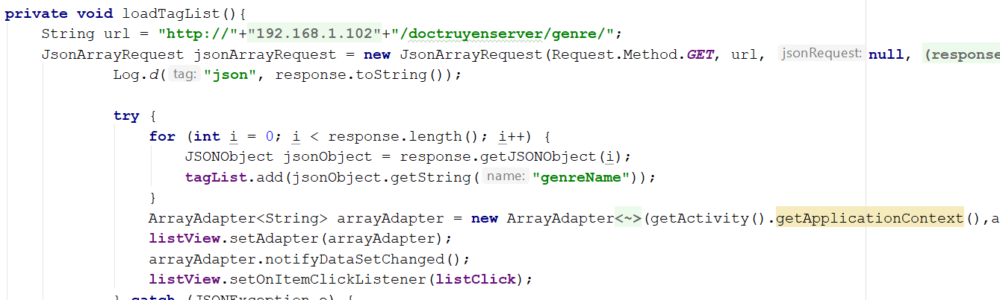 private void loadTagList(){
String url = "http://"+"192.168.1.102"+"/doctruyenserver/genre/";
JsonArrayRequest jsonArrayRequest = new JsonArrayRequest(Request.Method.GET, url, jsonRequest: null, (response
Log.d( tag: "json", response.toString());
try {
for (int i = 0; i < response.length(); i++) {
JSONObject jsonObject = response.getJSONObject(i);
tagList.add(jsonObject.getString( name: "genreName"));
}
ArrayAdapter<String> arrayAdapter = new ArrayAdapter<~>(getActivity().getApplicationContext(),a
listView.setAdapter(arrayAdapter);
arrayAdapter.notifyDataSetChanged();
listView.setOnItemClickListener(listClick);
} catch (JSONException e) {